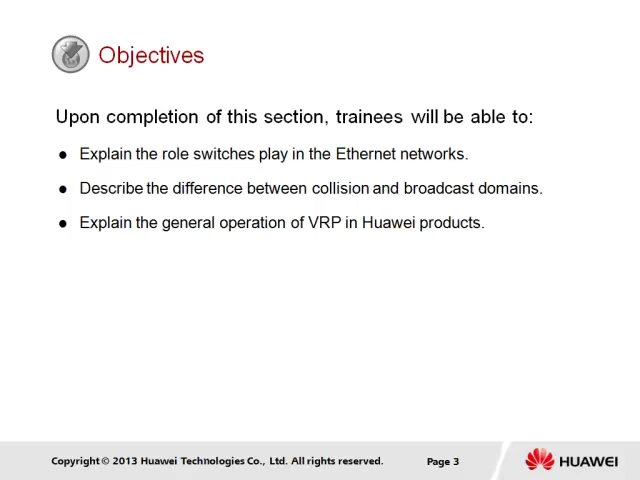 Objectives
Upon completion of this section, trainees will be able to:
● Explain the role switches play in the Ethernet networks.
● Describe the difference between collision and broadcast domains.
● Explain the general operation of VRP in Huawei products.
Copyright © 2013 Huawei Technologies Co., Ltd. All rights reserved.
Page 3
HUAWEI